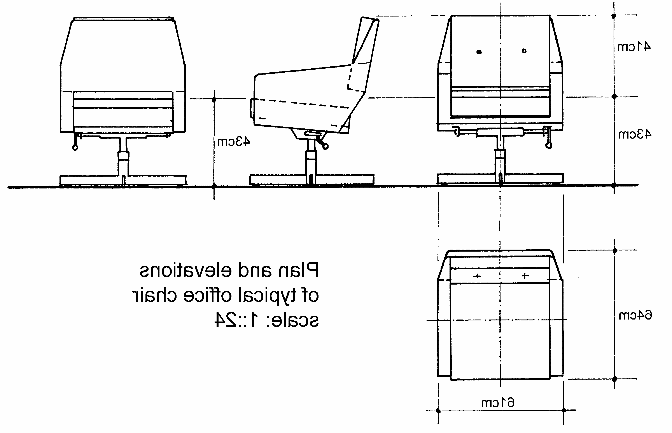 41cm
43cm
43cm
Plan and elevations
of typical office chair
scale: 1::24
64cm
61cm